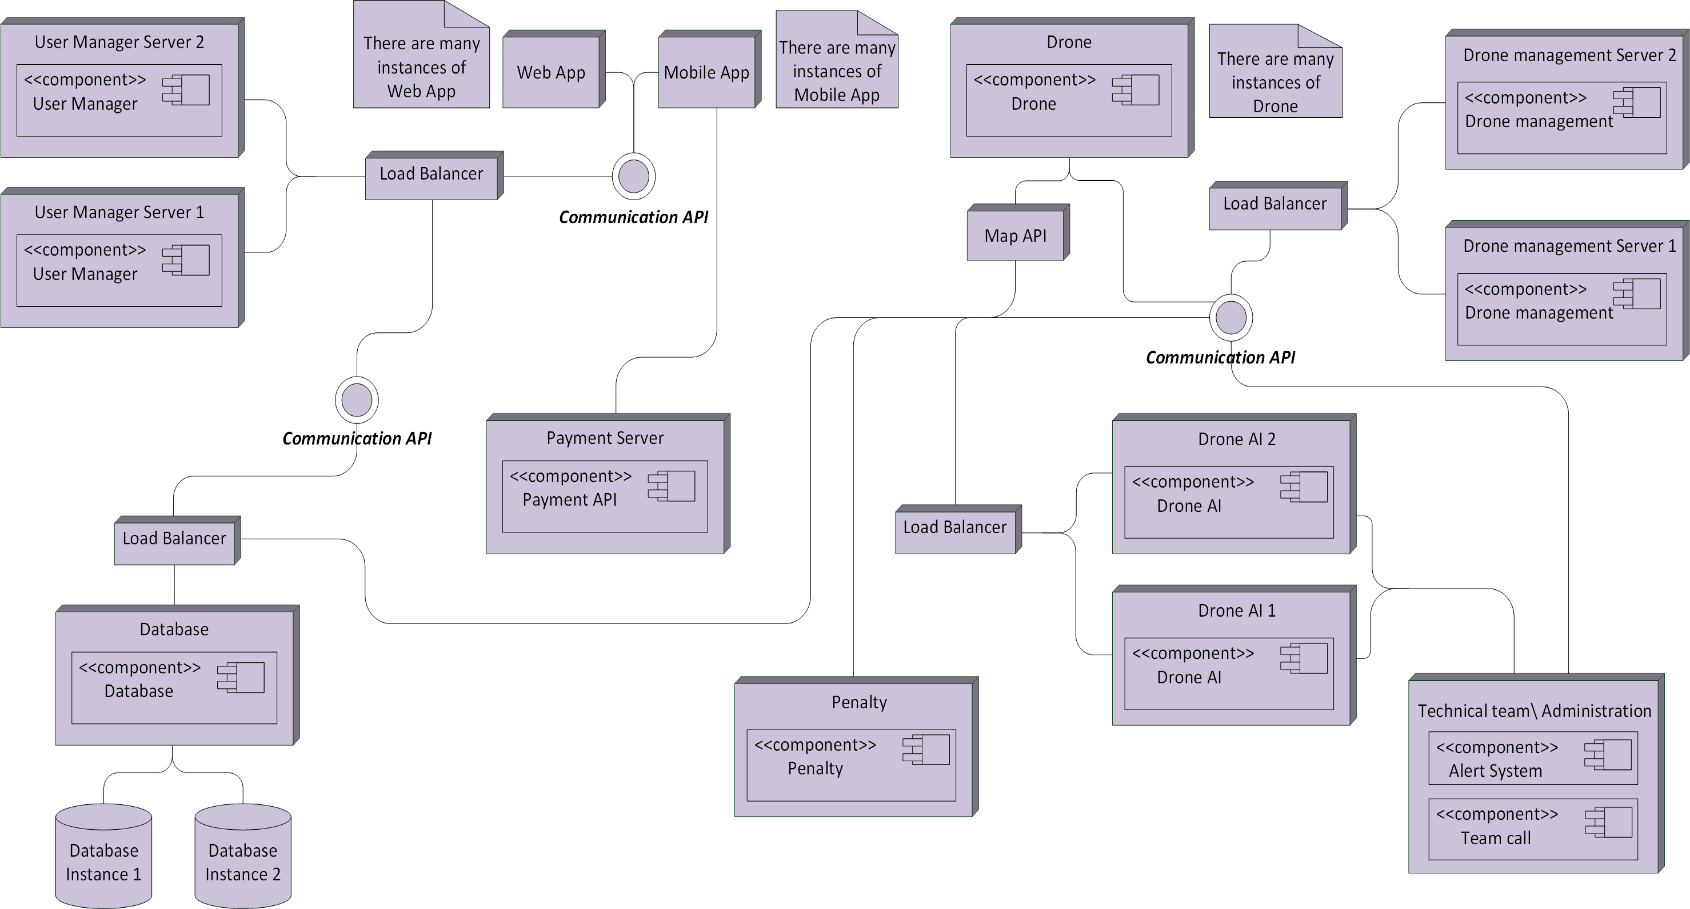 User Manager Server 2
<<component>>
User Manager
User Manager Server 1
<<component>>
User Manager
There are many
instances of
Web App
Web App
Mobile App
There are many
instances of
Mobile App
Load Balancer
Communication API
Drone
<<component>>
Drone
There are many
instances of
Drone
Drone management Server 2
<<component>>
Drone management
Load Balancer
Map API
Drone management Server 1
<<component>>
Drone management
Communication API
Communication API
Payment Server
<<component>>
Payment API
Load Balancer
Database
<<component>>
Database
Database
Instance 1
Database
Instance 2
Load Balancer
Drone AI 2
<<component>>
Drone AI
Drone AI 1
<<component>>
Drone AI
Penalty
<<component>>
Penalty
Technical team\ Administration
<<component>>
Alert System
<<component>>
Team call